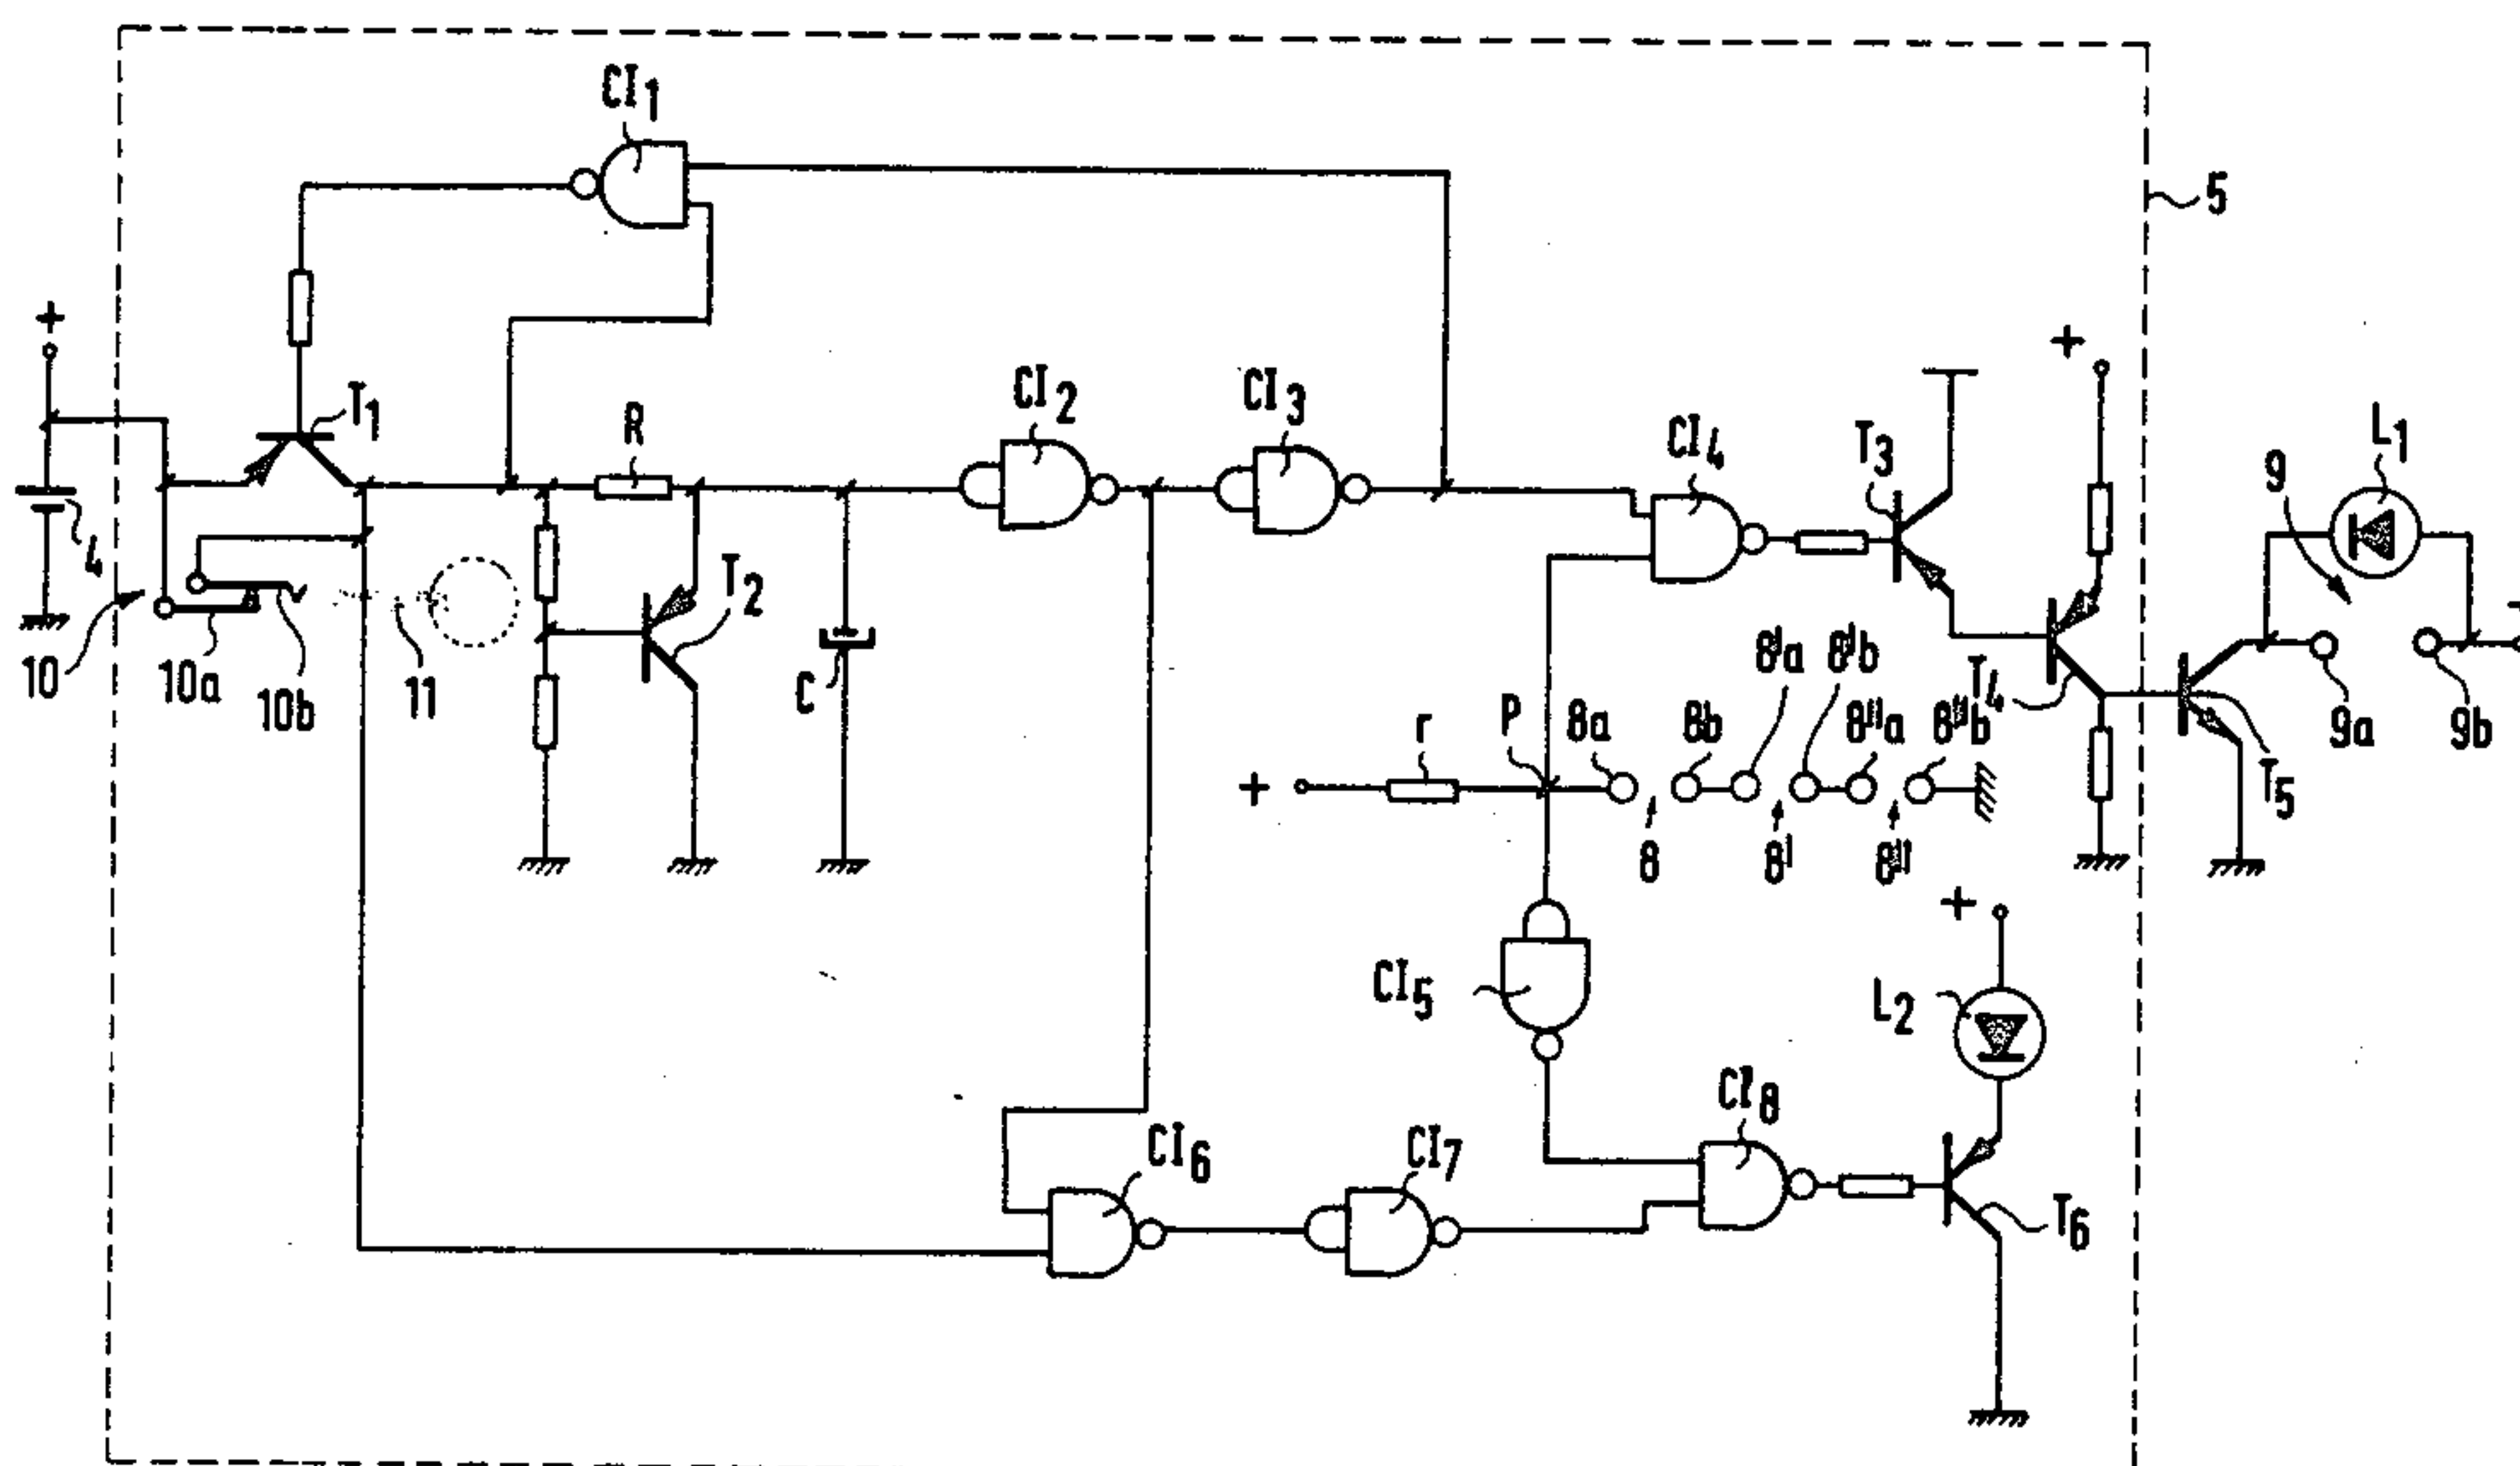 CI1
5
+
T1
R
CI2
CI3
CI4
T3
+
L1
9
4
10
10a
10b
11
T2
C
8'a
8'b
T4
r
P
8a
8b
8"a
8"b
9a
9b
T5
+
8
8'
8"
+
CI5
L2
CI6
CI7
CI8
T6